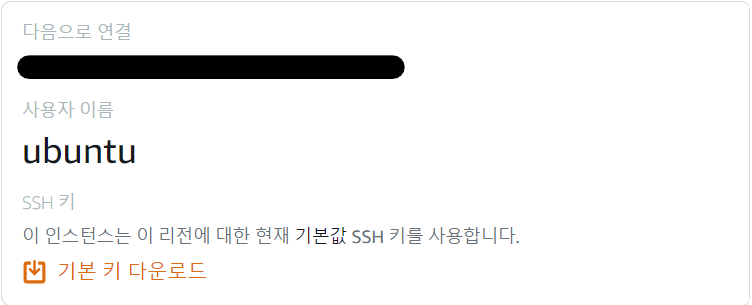 다음으로 연결
사용자 이름
ubuntu
SSH 키
이 인스턴스는 이 리전에 대한 현재 기본값 SSH 키를 사용합니다.
기본 키 다운로드